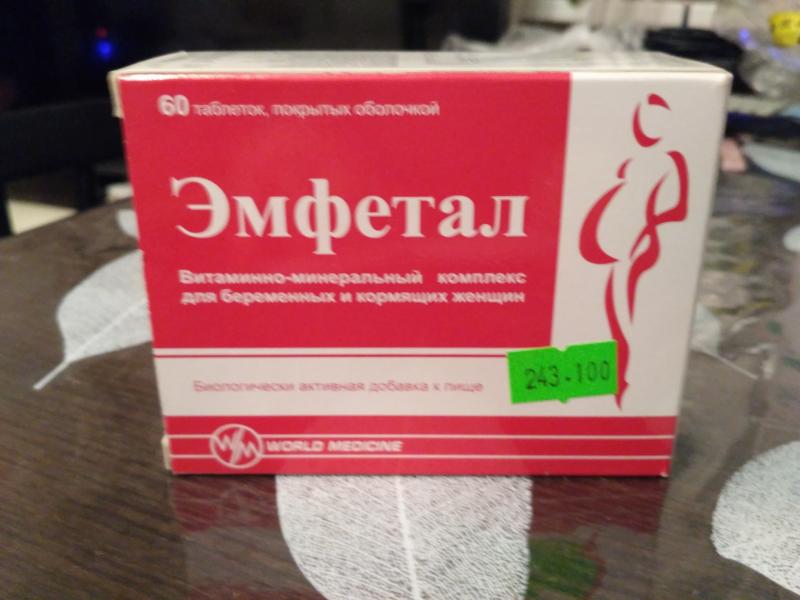 60 таблеток, покрытых оболочкой
Эмфетал
Витаминно-минеральный комплекс
для беременных и кормящих женщин
243-100
Биологически активная добавка к пище
WM WORLD MEDICINE